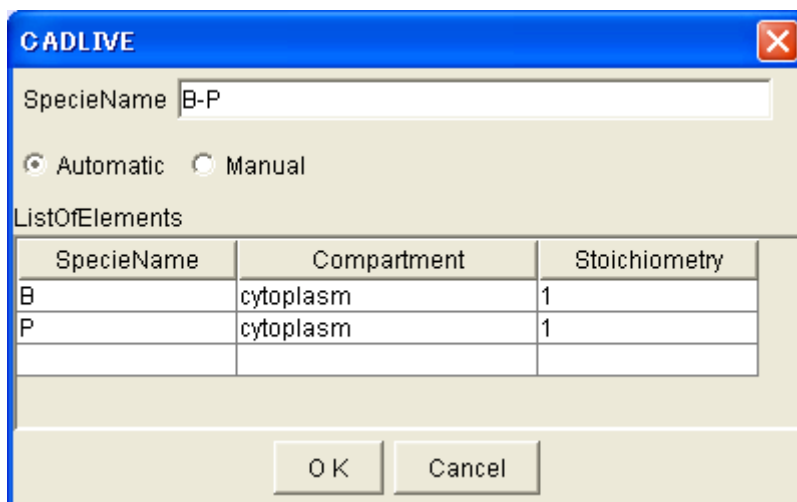 CADLIVE
SpecieName B-P
Automatic Manual
ListOfElements
SpecieName Compartment Stoichiometry
B cytoplasm 1
P cytoplasm 1
OK Cancel